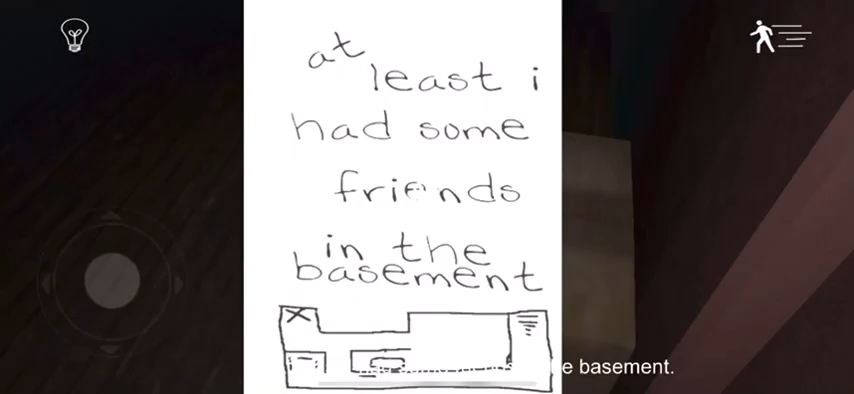 at
least i
had some
friends
in the
basement
e basement.